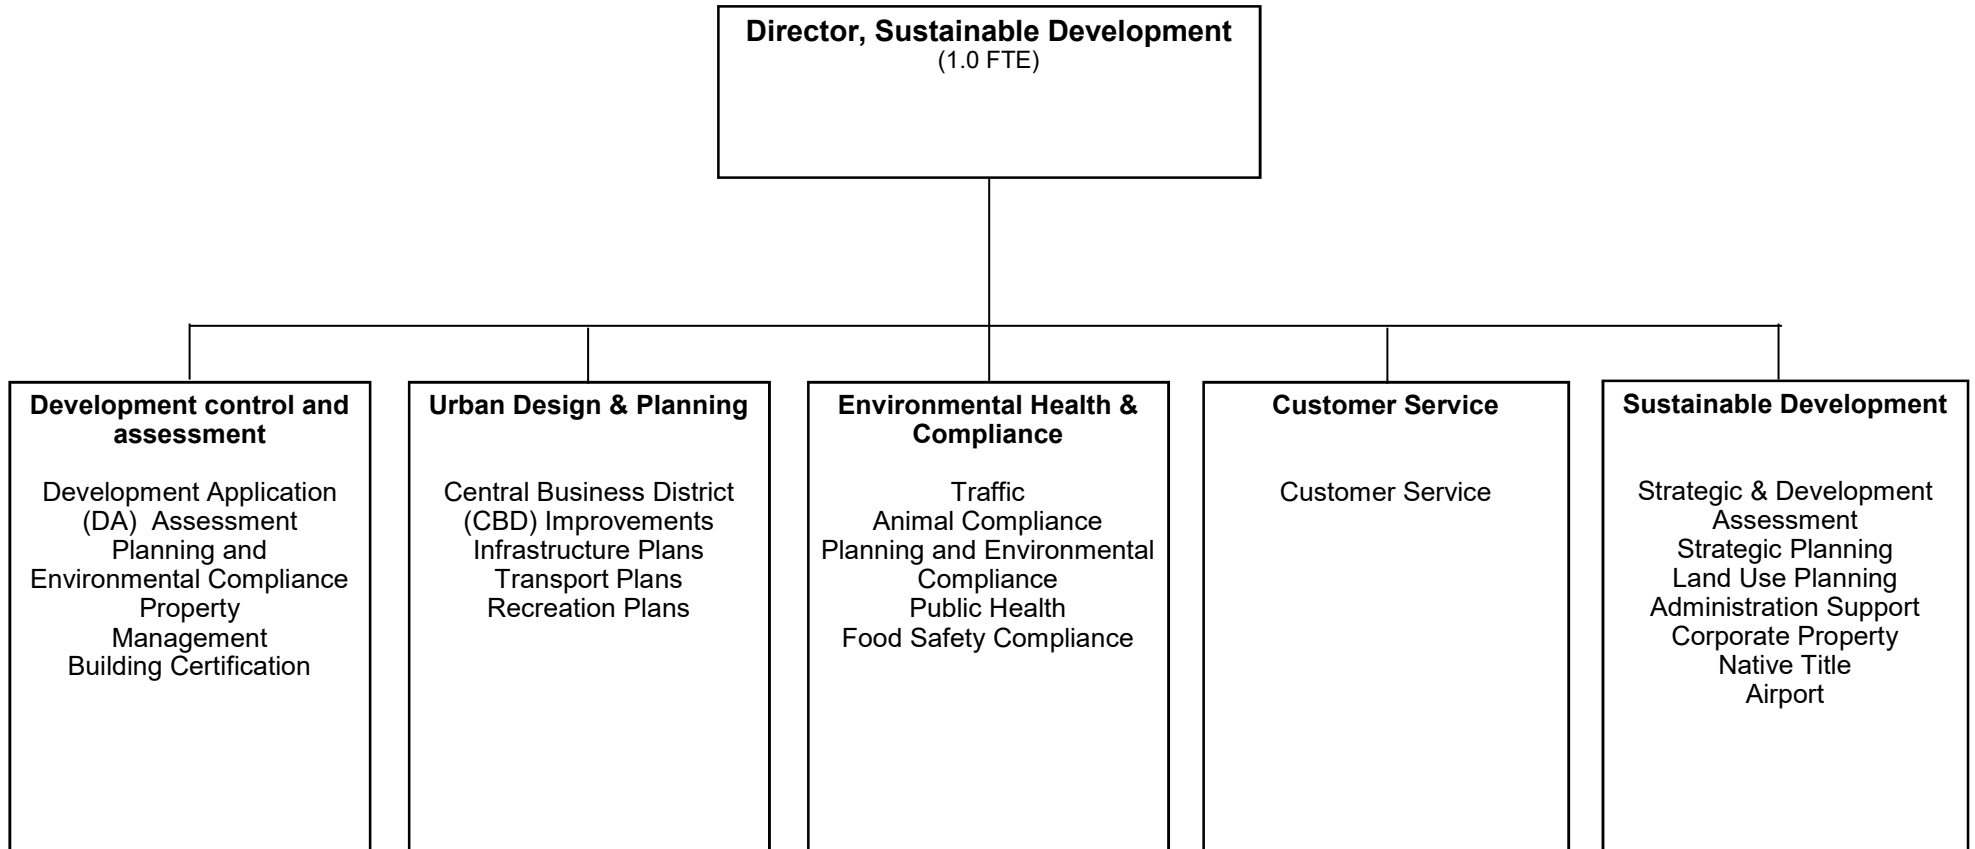 Director, Sustainable Development
(1.0 FTE)
Development control and
assessment
Development Application
(DA)  Assessment
Planning and
Environmental Compliance
Property
Management
Building Certification
Urban Design & Planning
Central Business District
(CBD) Improvements
Infrastructure Plans
Transport Plans
Recreation Plans
Environmental Health &
Compliance
Traffic
Animal Compliance
Planning and Environmental
Compliance
Public Health
Food Safety Compliance
Customer Service
Customer Service
Sustainable Development
Strategic & Development
Assessment
Strategic Planning
Land Use Planning
Administration Support
Corporate Property
Native Title
Airport